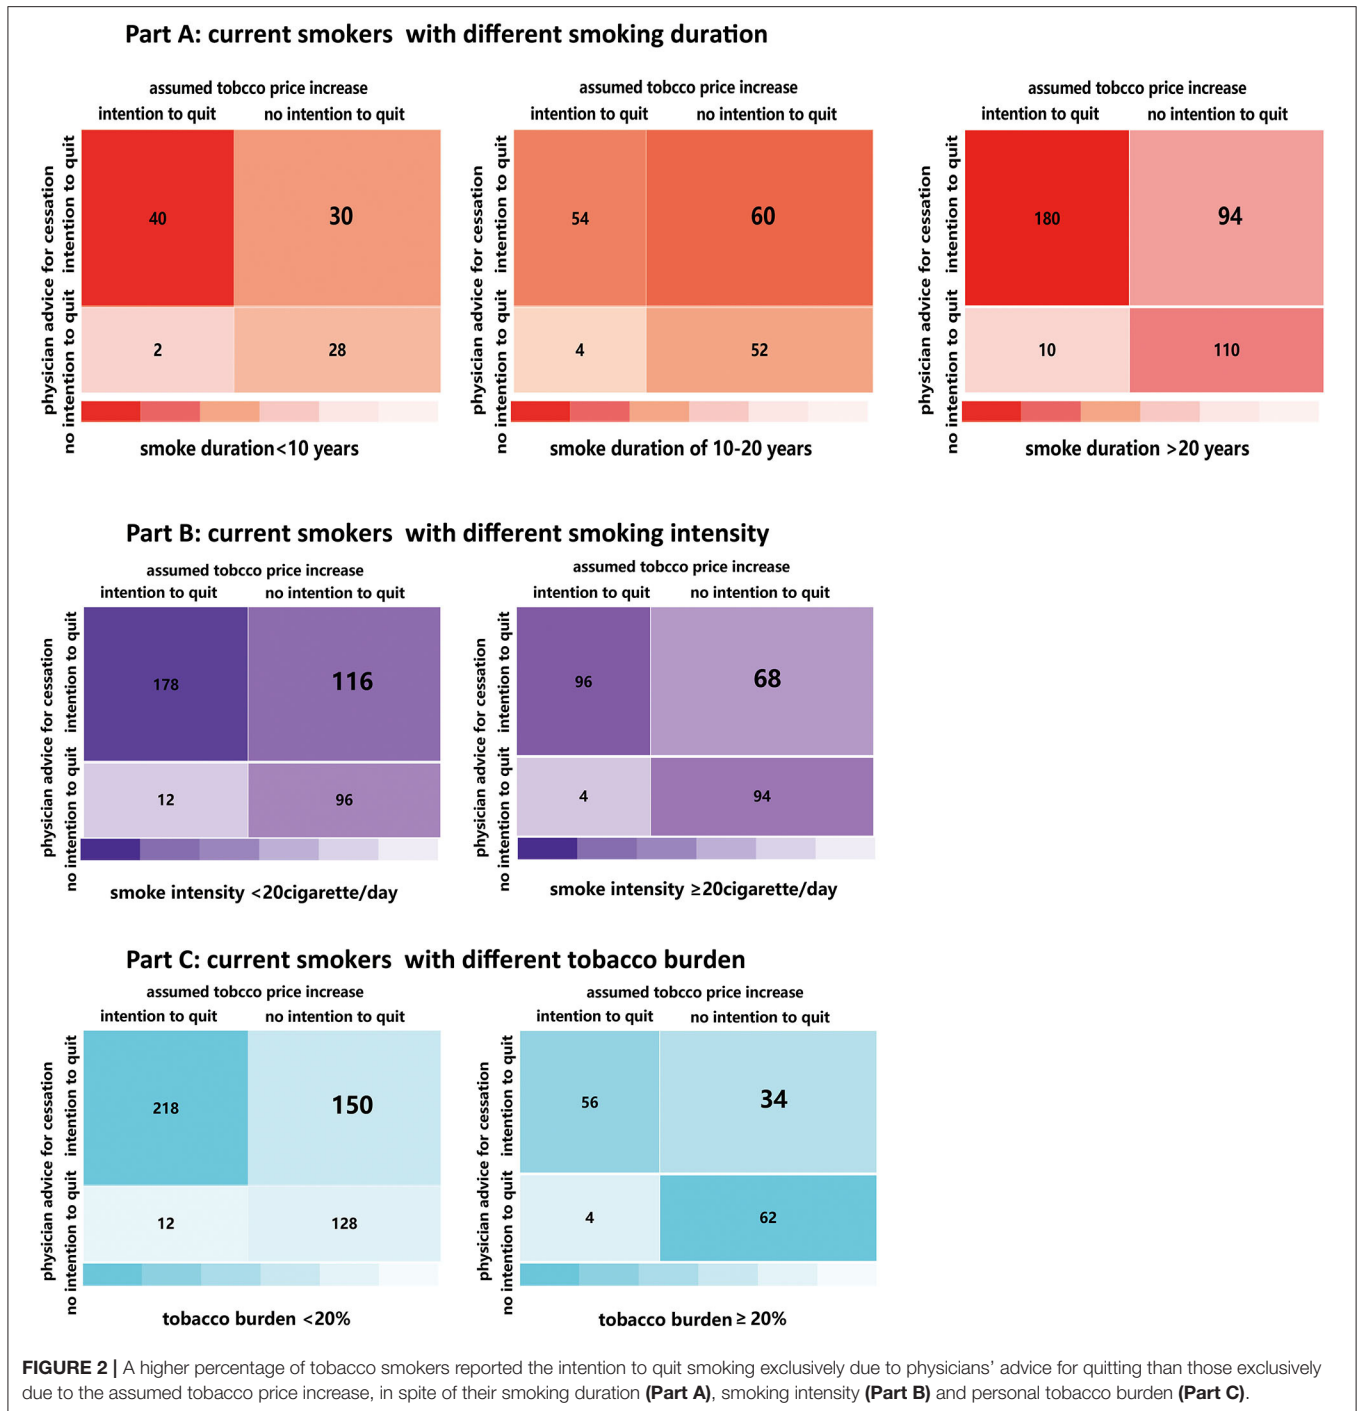 Part A: current smokers with different smoking duration
assumed tobcco price increase
intention to quit no intention to quit
physician advice for cessation
intention to quit
no intention to quit
40 30
2 28
smoke duration<10 years
assumed tobcco price increase
intention to quit no intention to quit
physician advice for cessation
intention to quit
no intention to quit
54 60
4 52
smoke duration of 10-20 years
assumed tobcco price increase
intention to quit no intention to quit
physician advice for cessation
intention to quit
no intention to quit
180 94
10 110
smoke duration >20 years
Part B: current smokers with different smoking intensity
assumed tobcco price increase
intention to quit no intention to quit
physician advice for cessation
intention to quit
no intention to quit
178 116
12 96
smoke intensity <20cigarette/day
assumed tobcco price increase
intention to quit no intention to quit
physician advice for cessation
intention to quit
no intention to quit
96 68
4 94
smoke intensity ≥20cigarette/day
Part C: current smokers with different tobacco burden
assumed tobcco price increase
intention to quit no intention to quit
physician advice for cessation
intention to quit
no intention to quit
218 150
12 128
tobacco burden <20%
assumed tobcco price increase
intention to quit no intention to quit
physician advice for cessation
intention to quit
no intention to quit
56 34
4 62
tobacco burden ≥ 20%
FIGURE 2 | A higher percentage of tobacco smokers reported the intention to quit smoking exclusively due to physicians' advice for quitting than those exclusively
due to the assumed tobacco price increase, in spite of their smoking duration (Part A), smoking intensity (Part B) and personal tobacco burden (Part C).